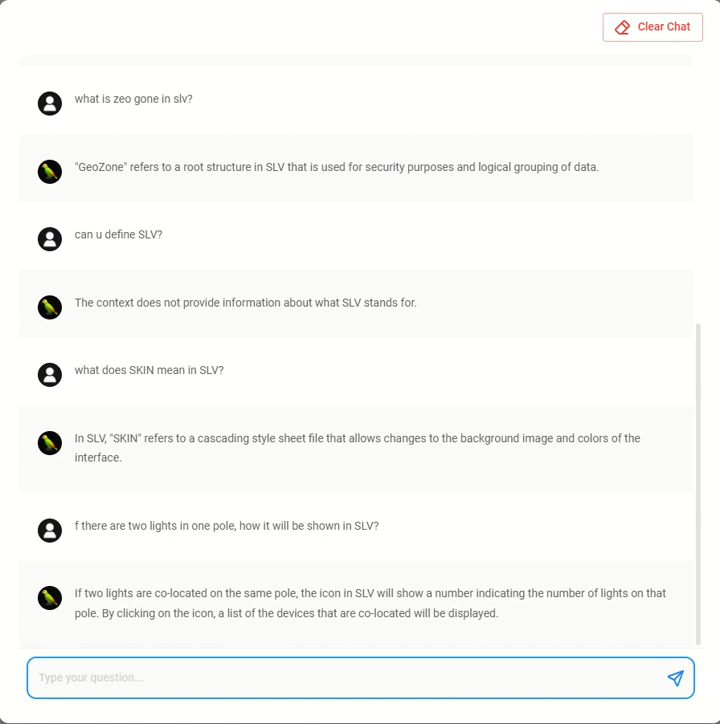 Clear Chat
what is zeo gone in slv?
"GeoZone" refers to a root structure in SLV that is used for security purposes and logical grouping of data.
can u define SLV?
The context does not provide information about what SLV stands for.
what does SKIN mean in SLV?
In SLV, "SKIN" refers to a cascading style sheet file that allows changes to the background image and colors of the
interface.
f there are two lights in one pole, how it will be shown in SLV?
If two lights are co-located on the same pole, the icon in SLV will show a number indicating the number of lights on that
pole. By clicking on the icon, a list of the devices that are co-located will be displayed.
Type your question...